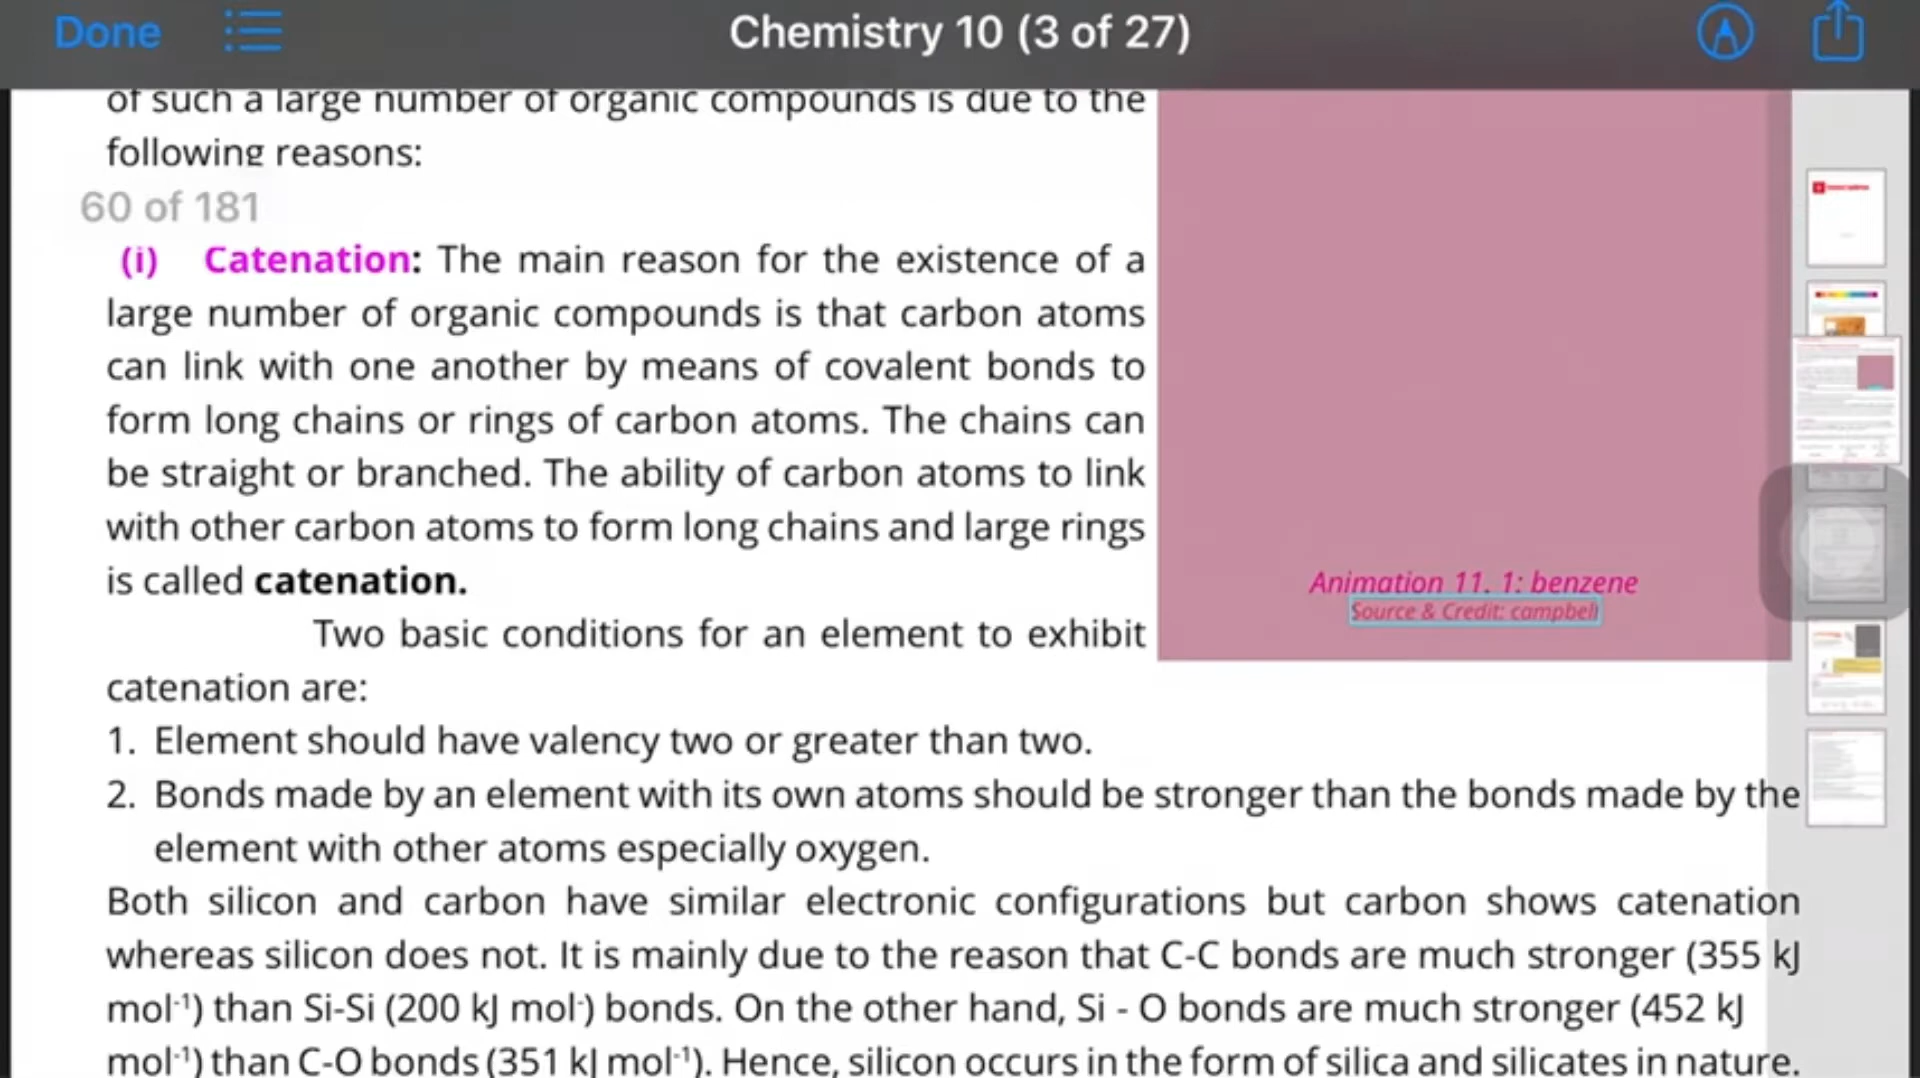 Done
Chemistry 10 (3 of 27)
of such a large number of organic compounds is due to the
following reasons:
60 of 181
(i) Catenation: The main reason for the existence of a
large number of organic compounds is that carbon atoms
can link with one another by means of covalent bonds to
form long chains or rings of carbon atoms. The chains can
be straight or branched. The ability of carbon atoms to link
with other carbon atoms to form long chains and large rings
is called catenation.
Two basic conditions for an element to exhibit
catenation are:
Animation 11. 1: benzene
Source & Credit: campbell
1. Element should have valency two or greater than two.
2. Bonds made by an element with its own atoms should be stronger than the bonds made by the
element with other atoms especially oxygen.
Both silicon and carbon have similar electronic configurations but carbon shows catenation
whereas silicon does not. It is mainly due to the reason that C-C bonds are much stronger (355 kJ
mol⁻¹) than Si-Si (200 kJ mol⁻) bonds. On the other hand, Si - O bonds are much stronger (452 kJ
mol⁻¹) than C-O bonds (351 kJ mol⁻¹). Hence, silicon occurs in the form of silica and silicates in nature.